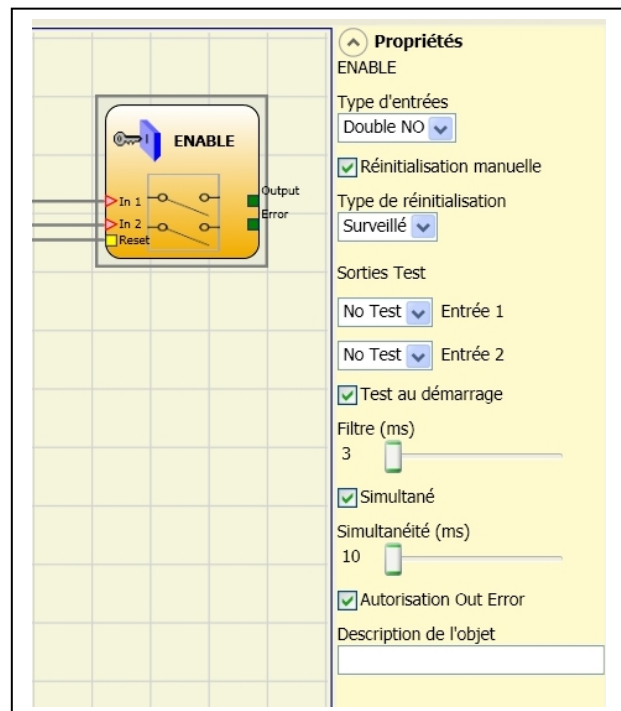 ENABLE
In 1
In 2
Reset
Output
Error
Propriétés
ENABLE
Type d'entrées
Double NO
Réinitialisation manuelle
Type de réinitialisation
Surveillé
Sorties Test
No Test Entrée 1
No Test Entrée 2
Test au démarrage
Filtre (ms)
3
Simultané
Simultanéité (ms)
10
Autorisation Out Error
Description de l'objet